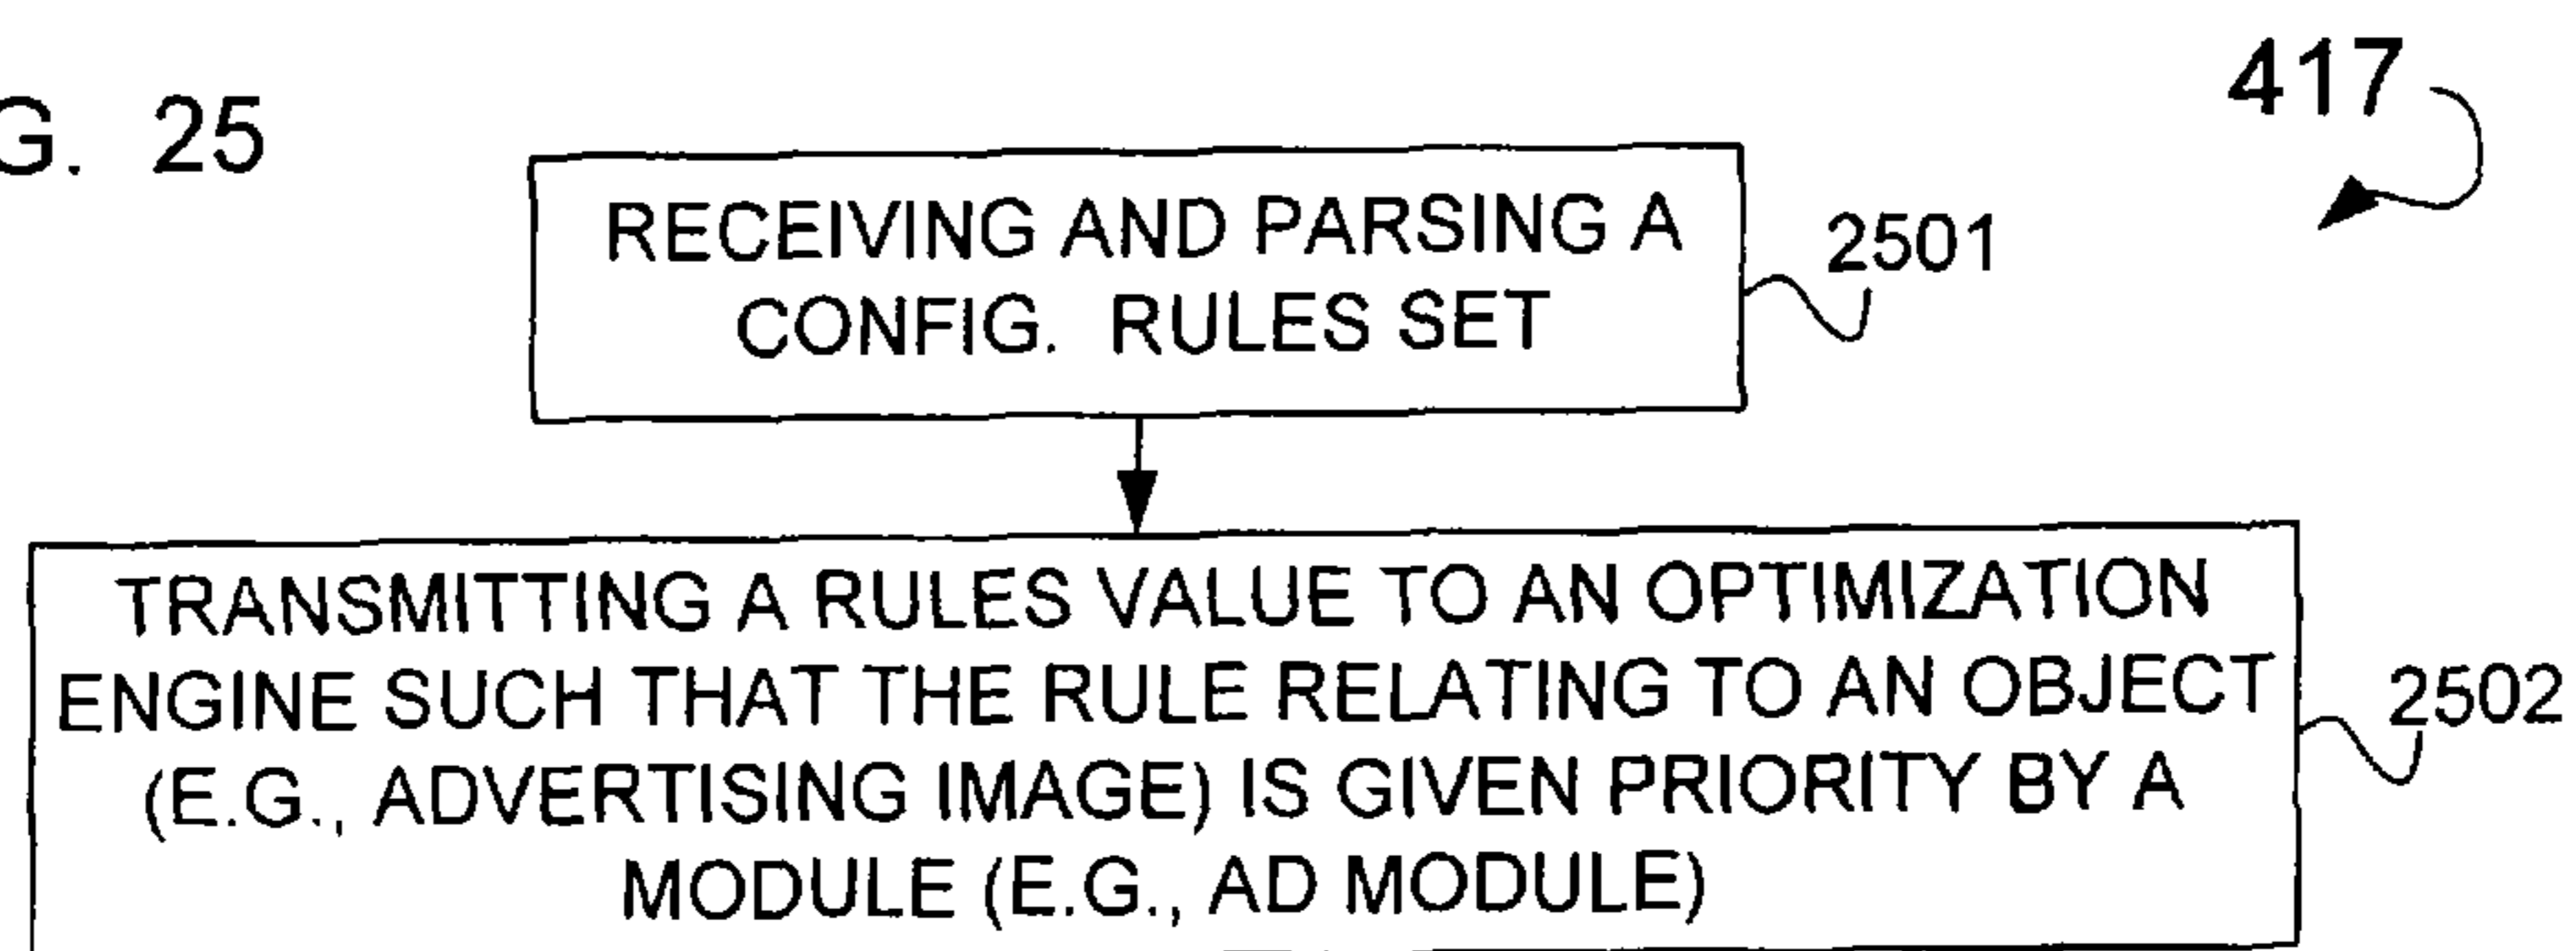 G. 25
417
RECEIVING AND PARSING A
CONFIG. RULES SET
2501
TRANSMITTING A RULES VALUE TO AN OPTIMIZATION
ENGINE SUCH THAT THE RULE RELATING TO AN OBJECT
(E.G., ADVERTISING IMAGE) IS GIVEN PRIORITY BY A
MODULE (E.G., AD MODULE)
2502